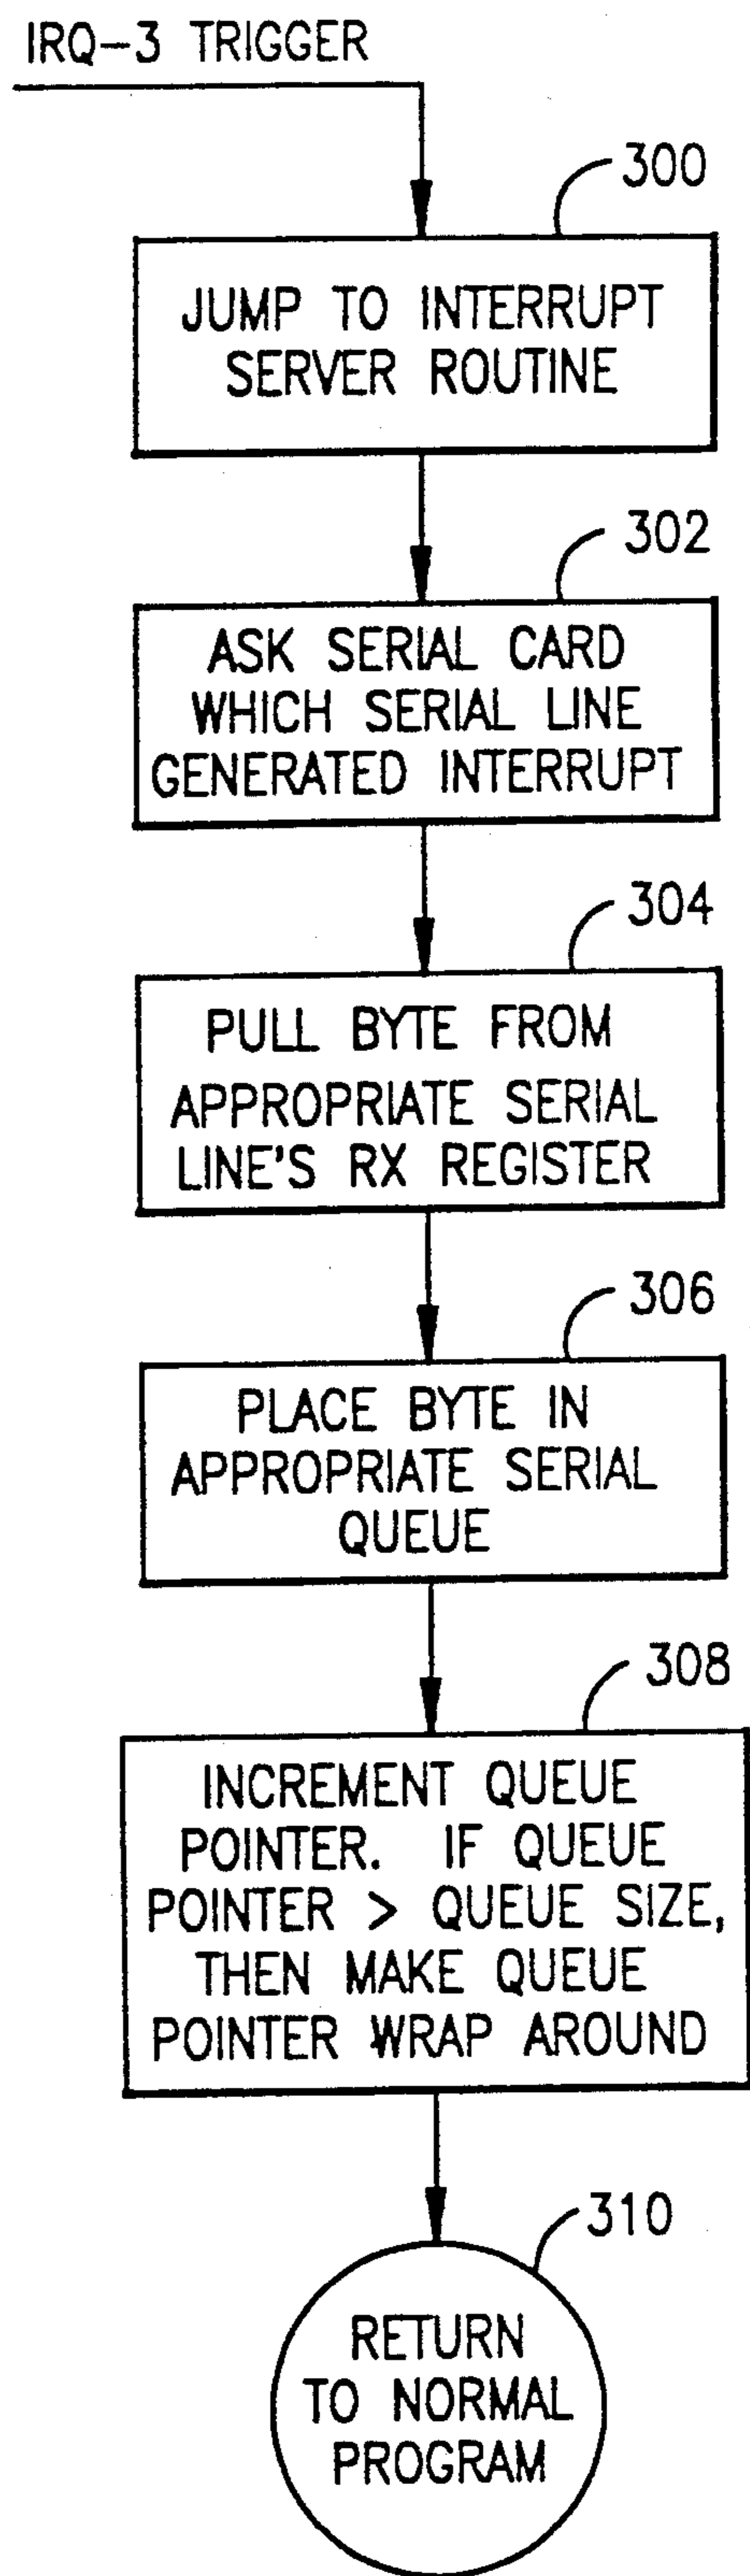 IRQ-3 TRIGGER
300
JUMP TO INTERRUPT
SERVER ROUTINE
302
ASK SERIAL CARD
WHICH SERIAL LINE
GENERATED INTERRUPT
304
PULL BYTE FROM
APPROPRIATE SERIAL
LINE'S RX REGISTER
306
PLACE BYTE IN
APPROPRIATE SERIAL
QUEUE
308
INCREMENT QUEUE
POINTER. IF QUEUE
POINTER > QUEUE SIZE,
THEN MAKE QUEUE
POINTER WRAP AROUND
310
RETURN
TO NORMAL
PROGRAM